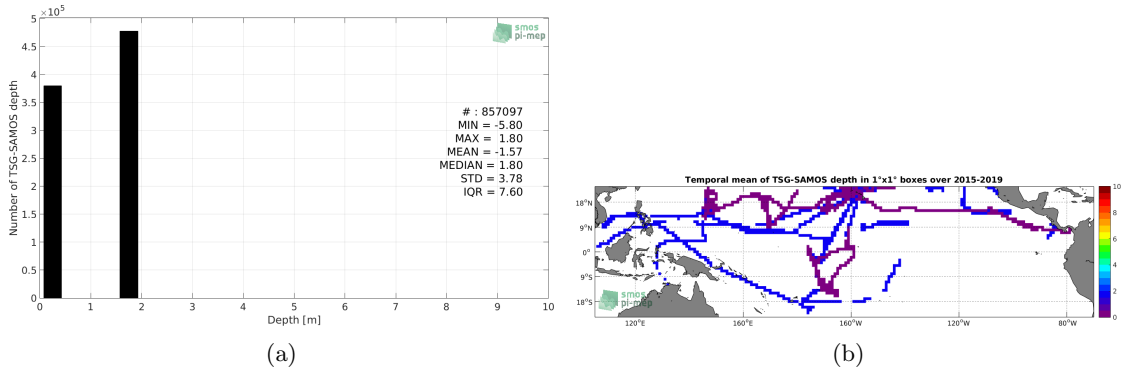 ×10⁵
5
4.5
4
3.5
3
2.5
2
1.5
1
0.5
0
Number of TSG-SAMOS depth
smos
pi-mep
# : 857097
MIN = -5.80
MAX = 1.80
MEAN = -1.57
MEDIAN = 1.80
STD = 3.78
IQR = 7.60
0 1 2 3 4 5 6 7 8 9 10
Depth [m]
(a)
Temporal mean of TSG-SAMOS depth in 1°x1° boxes over 2015-2019
18°N
9°N
0°
9°S
18°S
smos
pi-mep
120°E 160°E 160°W 120°W 80°W
10
8
6
4
2
0
(b)